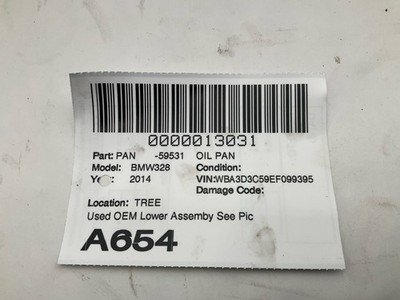 0000013031
Part: PAN -59531 OIL PAN
Model: BMW328 Condition:
Year: 2014 VIN:WBA3D3C59EF099395
Damage Code:
Location: TREE
Used OEM Lower Assemby See Pic
A654